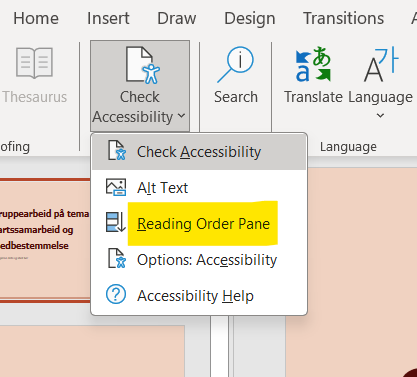 Home Insert Draw Design Transitions
Thesaurus
Check
Accessibility
Search
Translate Language
ofing
Language
Check Accessibility
Alt Text
Reading Order Pane
Options: Accessibility
Accessibility Help
ruppearbeid på tema
artssamarbeid og
edbestemmelse